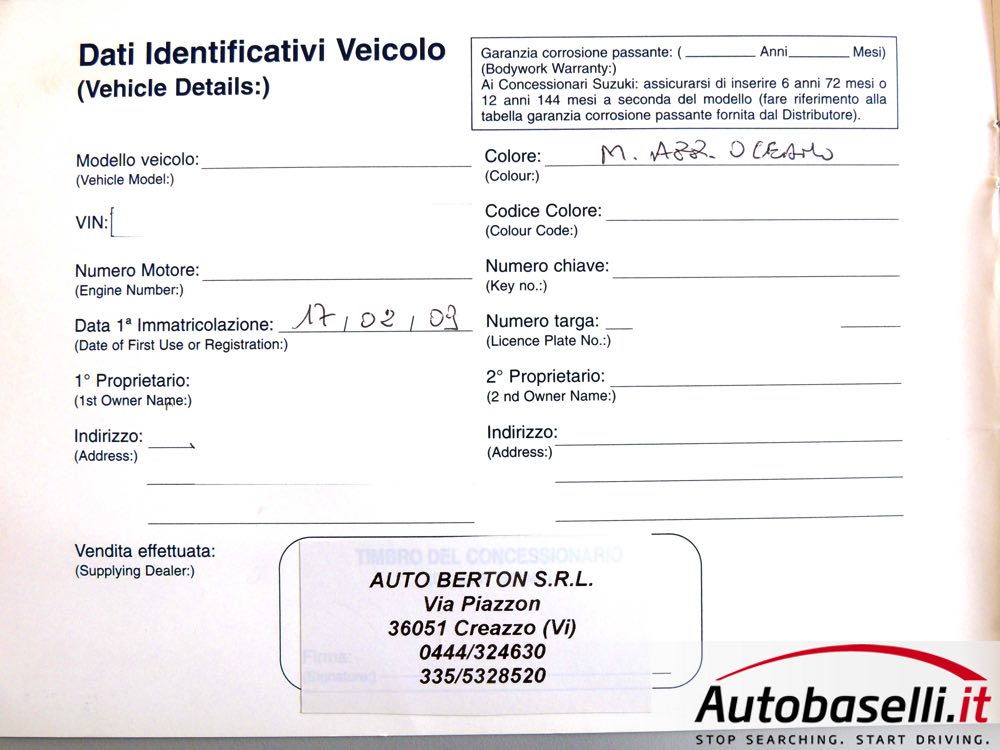 Dati Identificativi Veicolo
(Vehicle Details:)
Garanzia corrosione passante: ( Anni Mesi)
(Bodywork Warranty:)
Ai Concessionari Suzuki: assicurarsi di inserire 6 anni 72 mesi o
12 anni 144 mesi a seconda del modello (fare riferimento alla
tabella garanzia corrosione passante fornita dal Distributore).
Modello veicolo:
(Vehicle Model:)
VIN:
Numero Motore:
(Engine Number:)
Data 1ª Immatricolazione: 17/02/09
(Date of First Use or Registration:)
1° Proprietario:
(1st Owner Name:)
Indirizzo:
(Address:)
Colore: M. AZZ. OCEANO
(Colour:)
Codice Colore:
(Colour Code:)
Numero chiave:
(Key no.:)
Numero targa:
(Licence Plate No.:)
2° Proprietario:
(2 nd Owner Name:)
Indirizzo:
(Address:)
Vendita effettuata:
(Supplying Dealer:)
TIMBRO DEL CONCESSIONARIO
AUTO BERTON S.R.L.
Via Piazzon
36051 Creazzo (Vi)
0444/324630
335/5328520
Firma:
(Signature:)
Autobaselli.it
STOP SEARCHING. START DRIVING.